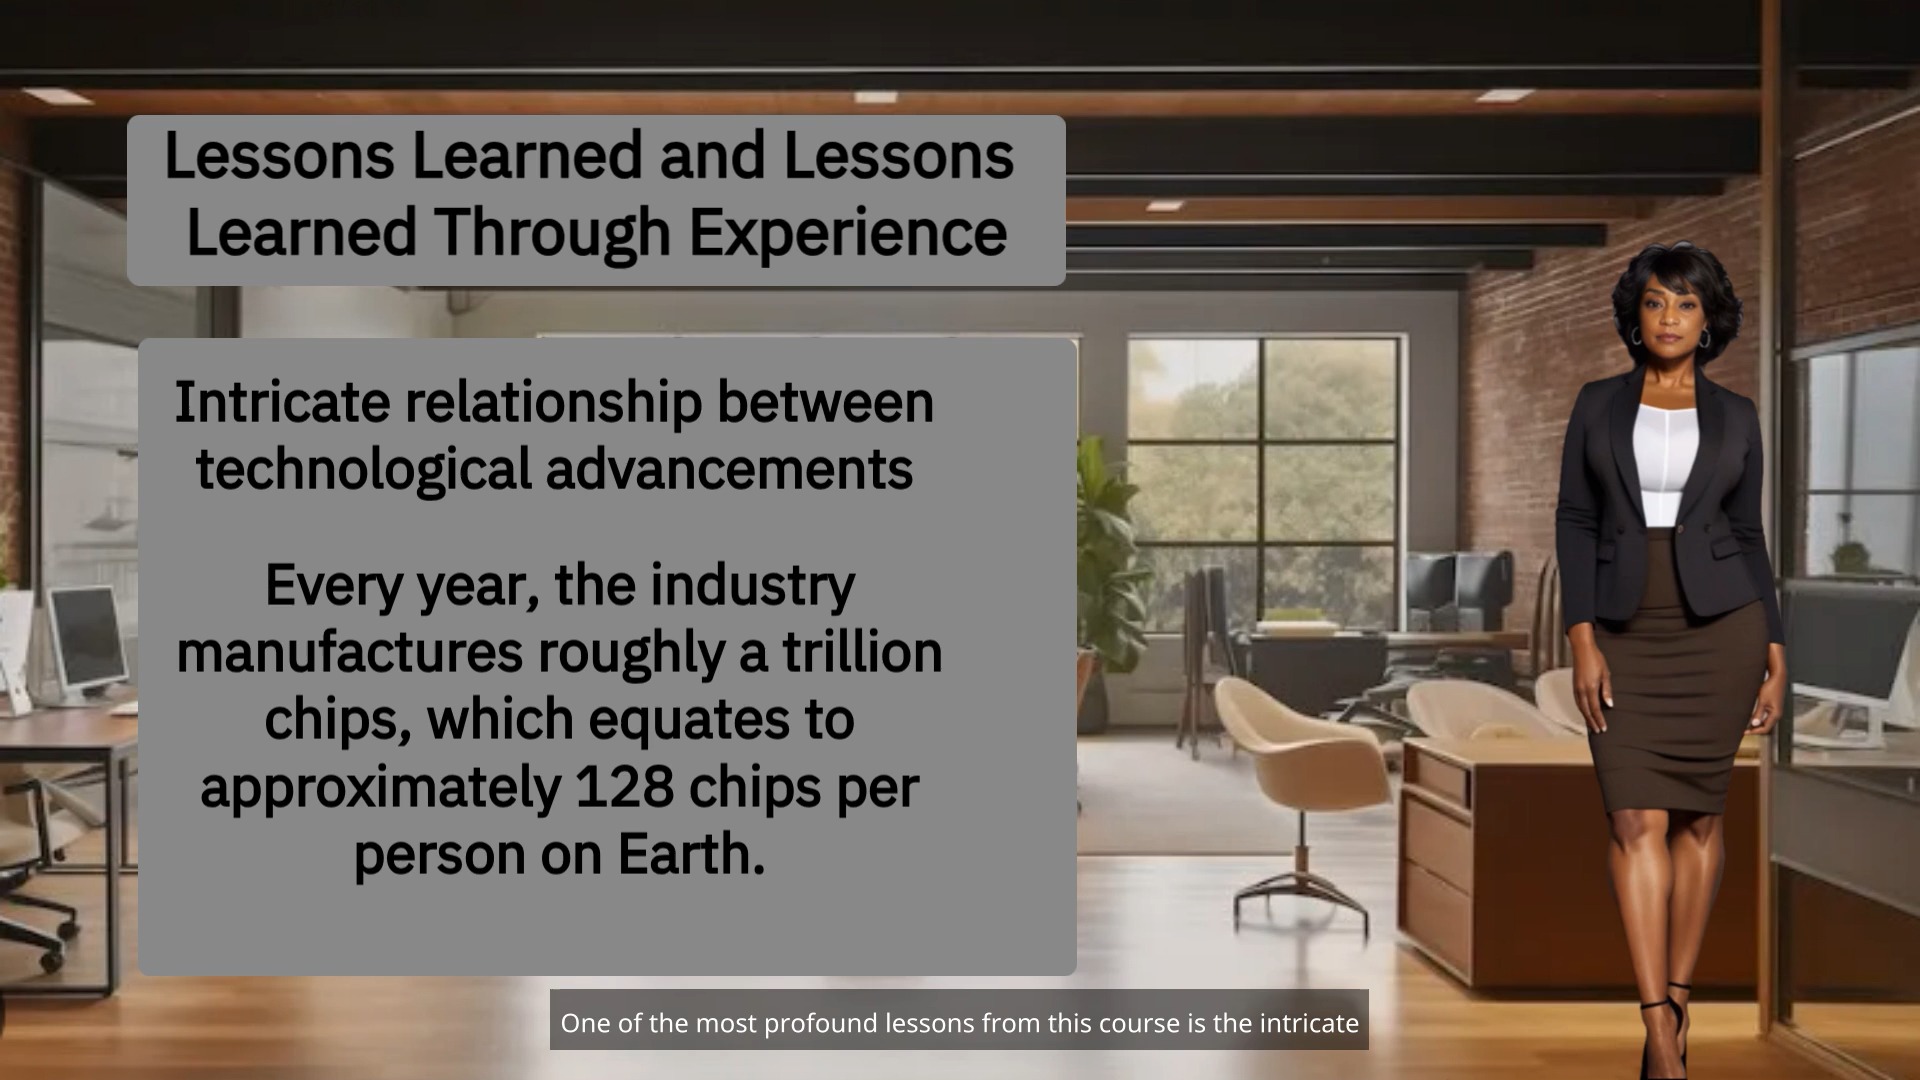 Lessons Learned and Lessons
Learned Through Experience
Intricate relationship between
technological advancements
Every year, the industry
manufactures roughly a trillion
chips, which equates to
approximately 128 chips per
person on Earth.
One of the most profound lessons from this course is the intricate